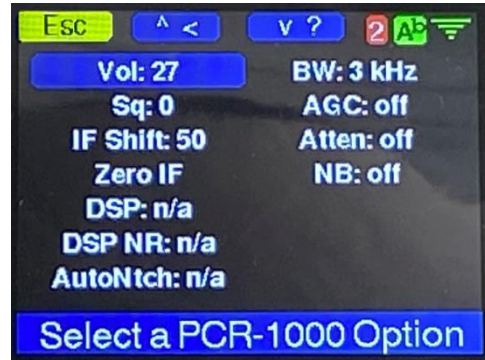 Esc ^ < v ? 2 Ab
Vol: 27 BW: 3 kHz
Sq: 0 AGC: off
IF Shift: 50 Atten: off
Zero IF NB: off
DSP: n/a
DSP NR: n/a
AutoNtch: n/a
Select a PCR-1000 Option